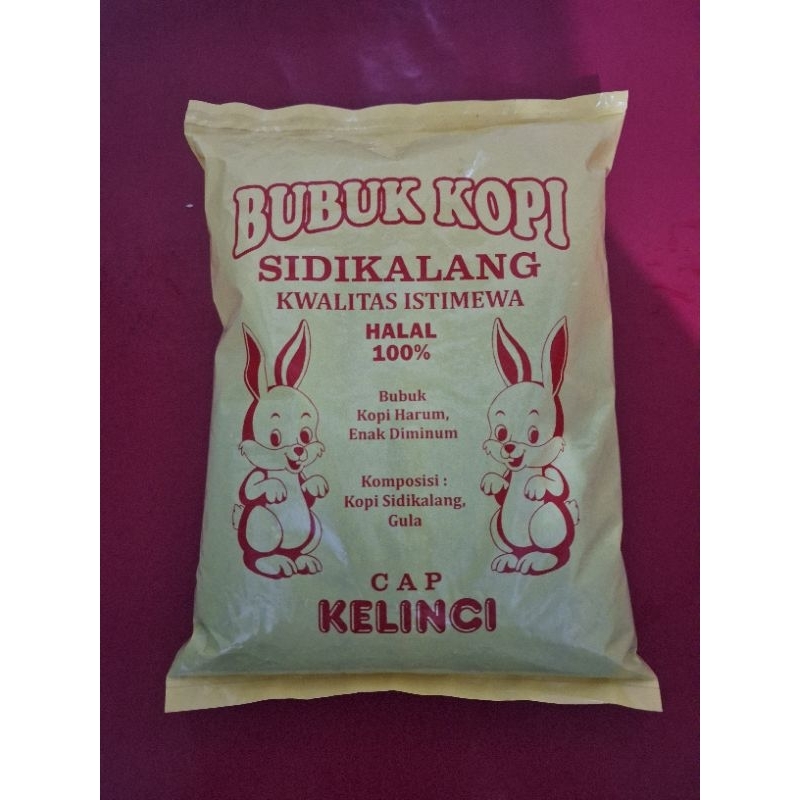 BUBUK KOPI
SIDIKALANG
KWALITAS ISTIMEWA
HALAL
100%
Bubuk
Kopi Harum,
Enak Diminum
Komposisi :
Kopi Sidikalang,
Gula
CAP
KELINCI